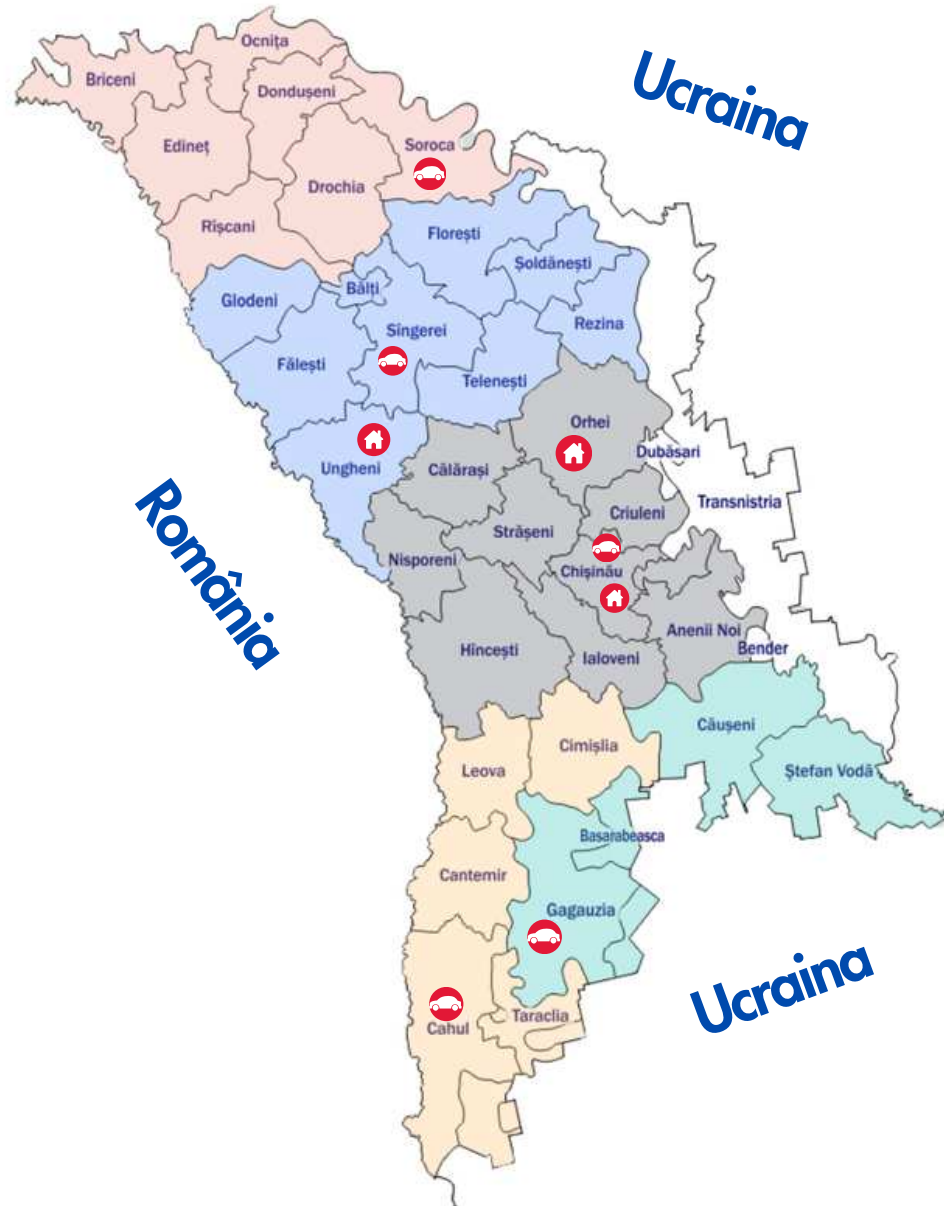 Ocnița
Briceni
Dondușeni
Ucraina
Edineț
Soroca
Drochia
Rîșcani
Florești
Șoldănești
Bălți
Glodeni
Rezina
Sîngerei
Fălești
Telenești
Orhei
Ungheni
Călărași
Dubăsari
Transnistria
Criuleni
Strășeni
România
Nisporeni
Chișinău
Anenii Noi
Hîncești
Ialoveni
Bender
Căușeni
Cimișlia
Leova
Ștefan Vodă
Basarabeasca
Cantemir
Gagauzia
Ucraina
Taraclia
Cahul